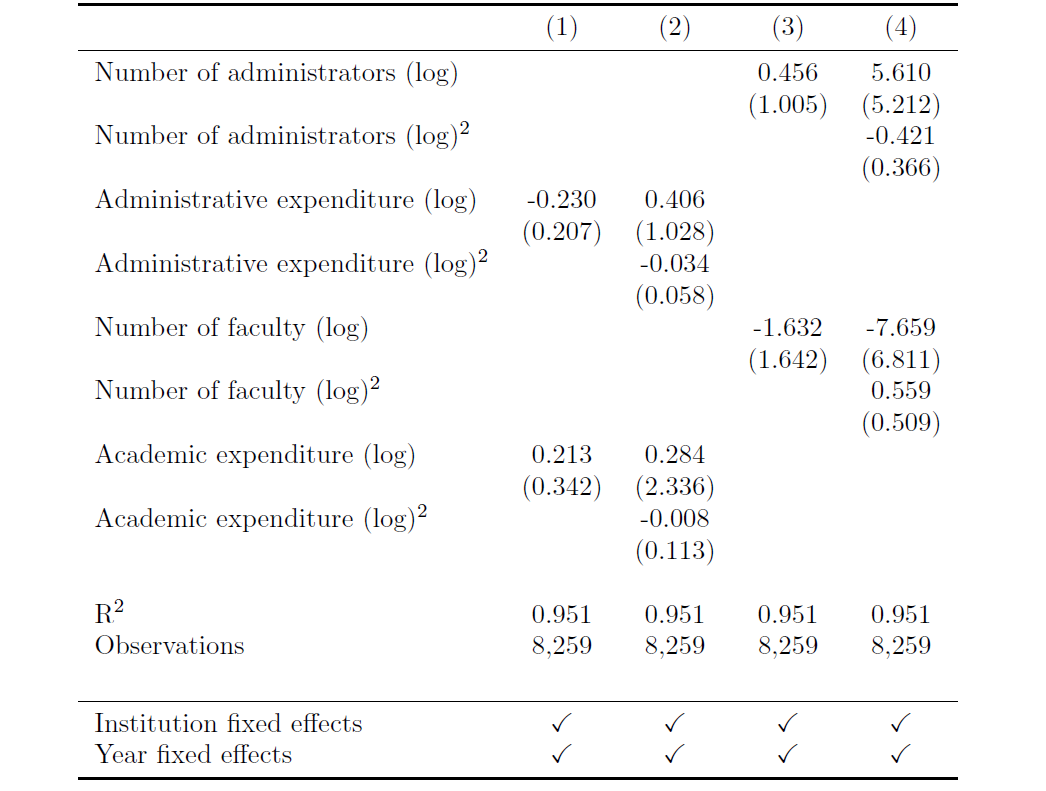 (1) (2) (3) (4)
Number of administrators (log) 0.456 5.610
(1.005) (5.212)
Number of administrators (log)² -0.421
(0.366)
Administrative expenditure (log) -0.230 0.406
(0.207) (1.028)
Administrative expenditure (log)² -0.034
(0.058)
Number of faculty (log) -1.632 -7.659
(1.642) (6.811)
Number of faculty (log)² 0.559
(0.509)
Academic expenditure (log) 0.213 0.284
(0.342) (2.336)
Academic expenditure (log)² -0.008
(0.113)
R² 0.951 0.951 0.951 0.951
Observations 8,259 8,259 8,259 8,259
Institution fixed effects ✓ ✓ ✓ ✓
Year fixed effects ✓ ✓ ✓ ✓